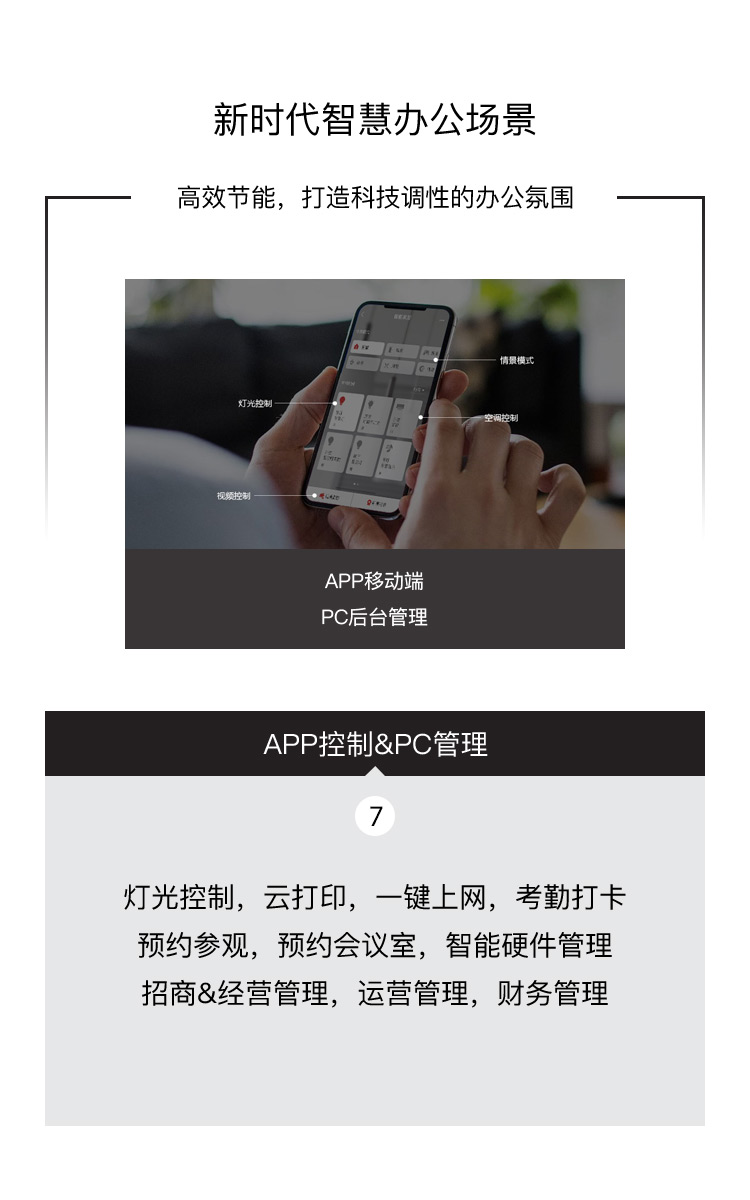 新时代智慧办公场景
高效节能，打造科技调性的办公氛围
情景模式
灯光控制
空调控制
视频控制
APP移动端
PC后台管理
APP控制&PC管理
7
灯光控制，云打印，一键上网，考勤打卡
预约参观，预约会议室，智能硬件管理
招商&经营管理，运营管理，财务管理